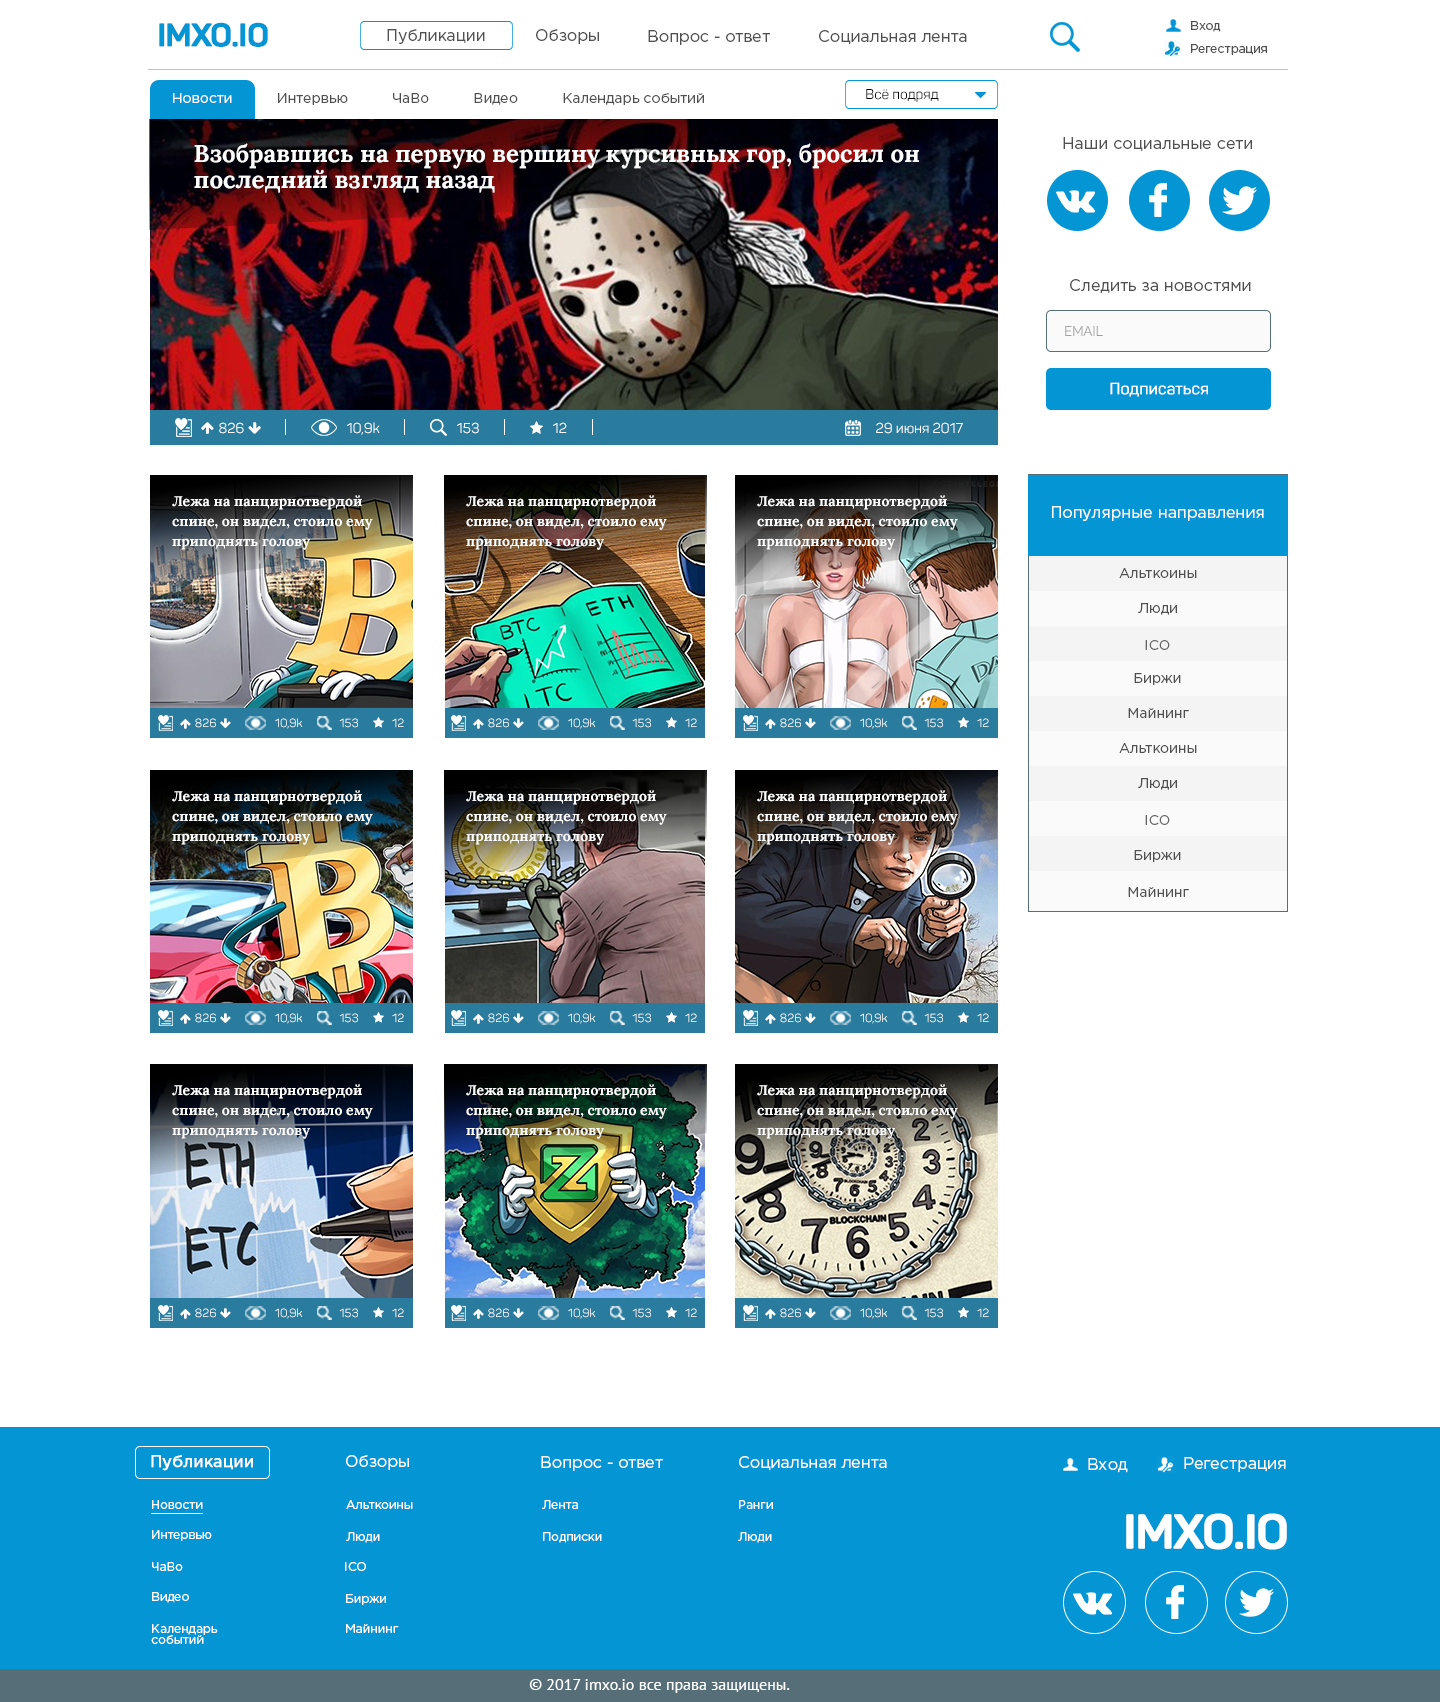 IMXO.IO
Публикации
Обзоры
Вопрос - ответ
Социальная лента
Вход
Регестрация
Новости
Интервью
ЧаВо
Видео
Календарь событий
Всё подряд
Взобравшись на первую вершину курсивных гор, бросил он
последний взгляд назад
826
10,9k
153
12
29 июня 2017
Наши социальные сети
Следить за новостями
EMAIL
Подписаться
Лежа на панцирнотвердой
спине, он видел, стоило ему
приподнять голову
826
10,9k
153
12
Лежа на панцирнотвердой
спине, он видел, стоило ему
приподнять голову
BTC
ETH
LTC
826
10,9k
153
12
Лежа на панцирнотвердой
спине, он видел, стоило ему
приподнять голову
826
10,9k
153
12
Популярные направления
Альткоины
Люди
ICO
Биржи
Майнинг
Альткоины
Люди
ICO
Биржи
Майнинг
Лежа на панцирнотвердой
спине, он видел, стоило ему
приподнять голову
826
10,9k
153
12
Лежа на панцирнотвердой
спине, он видел, стоило ему
приподнять голову
826
10,9k
153
12
Лежа на панцирнотвердой
спине, он видел, стоило ему
приподнять голову
826
10,9k
153
12
Лежа на панцирнотвердой
спине, он видел, стоило ему
приподнять голову
ETH
ETC
826
10,9k
153
12
Лежа на панцирнотвердой
спине, он видел, стоило ему
приподнять голову
826
10,9k
153
12
Лежа на панцирнотвердой
спине, он видел, стоило ему
приподнять голову
BLOCKCHAIN
826
10,9k
153
12
Публикации
Новости
Интервью
ЧаВо
Видео
Календарь
событий
Обзоры
Альткоины
Люди
ICO
Биржи
Майнинг
Вопрос - ответ
Лента
Подписки
Социальная лента
Ранги
Люди
Вход
Регестрация
IMXO.IO
© 2017 imxo.io все права защищены.